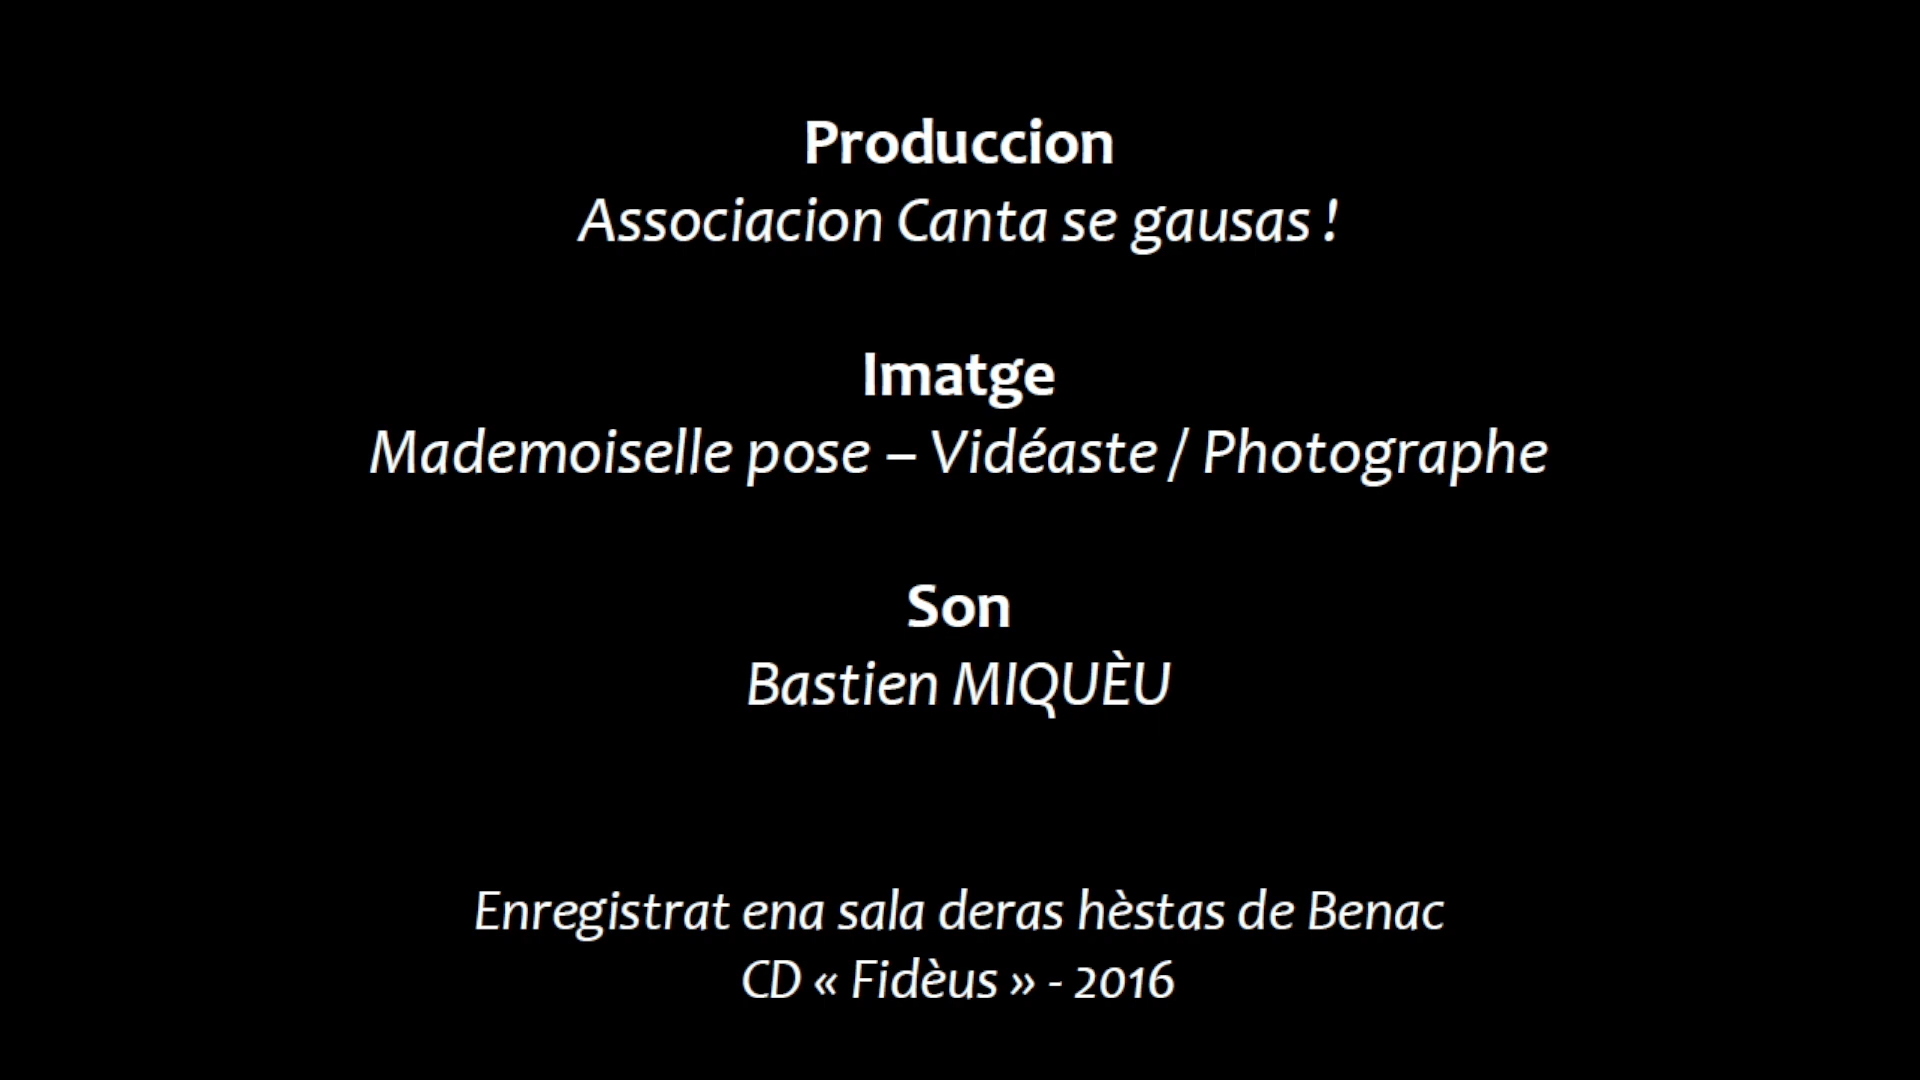 Produccion
Associacion Canta se gausas !
Imatge
Mademoiselle pose – Vidéaste / Photographe
Son
Bastien MIQUÈU
Enregistrat ena sala deras hèstas de Benac
CD « Fidèus » - 2016